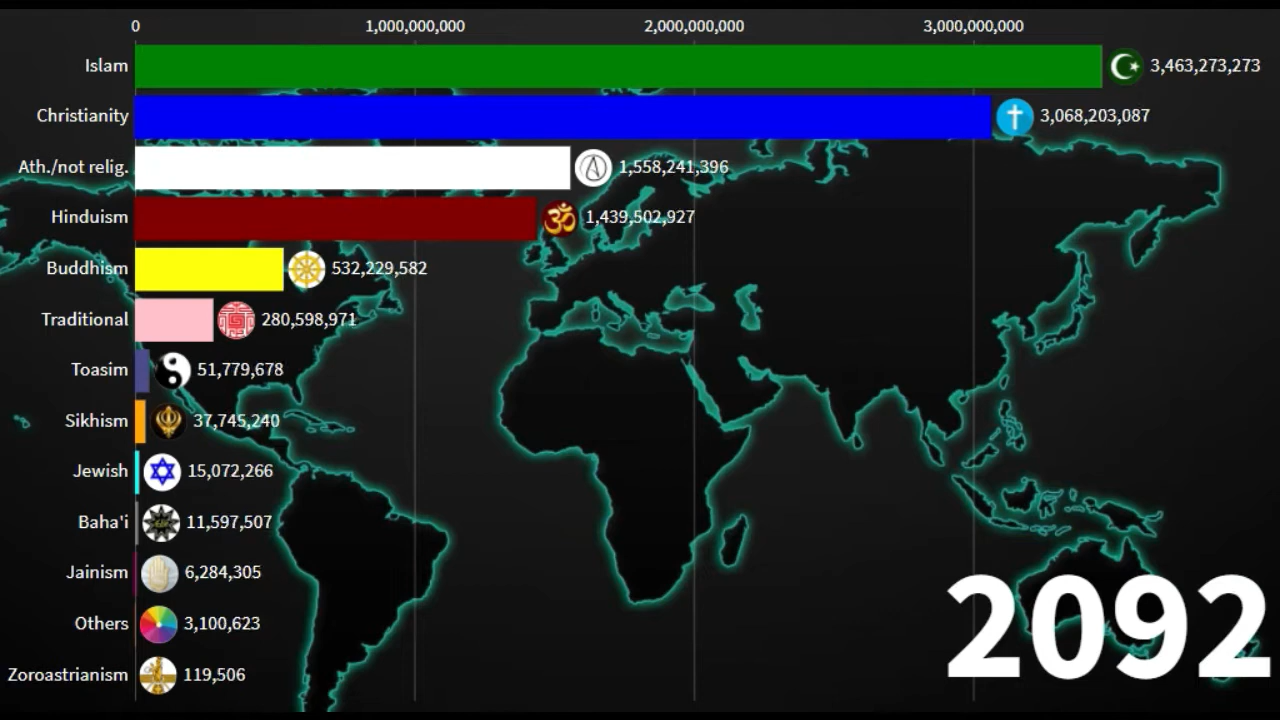 0 1,000,000,000 2,000,000,000 3,000,000,000
Islam 3,463,273,273
Christianity 3,068,203,087
Ath./not relig. 1,558,241,396
Hinduism 1,439,502,927
Buddhism 532,229,582
Traditional 280,598,971
Toasim 51,779,678
Sikhism 37,745,240
Jewish 15,072,266
Baha'i 11,597,507
Jainism 6,284,305
Others 3,100,623
Zoroastrianism 119,506
2092